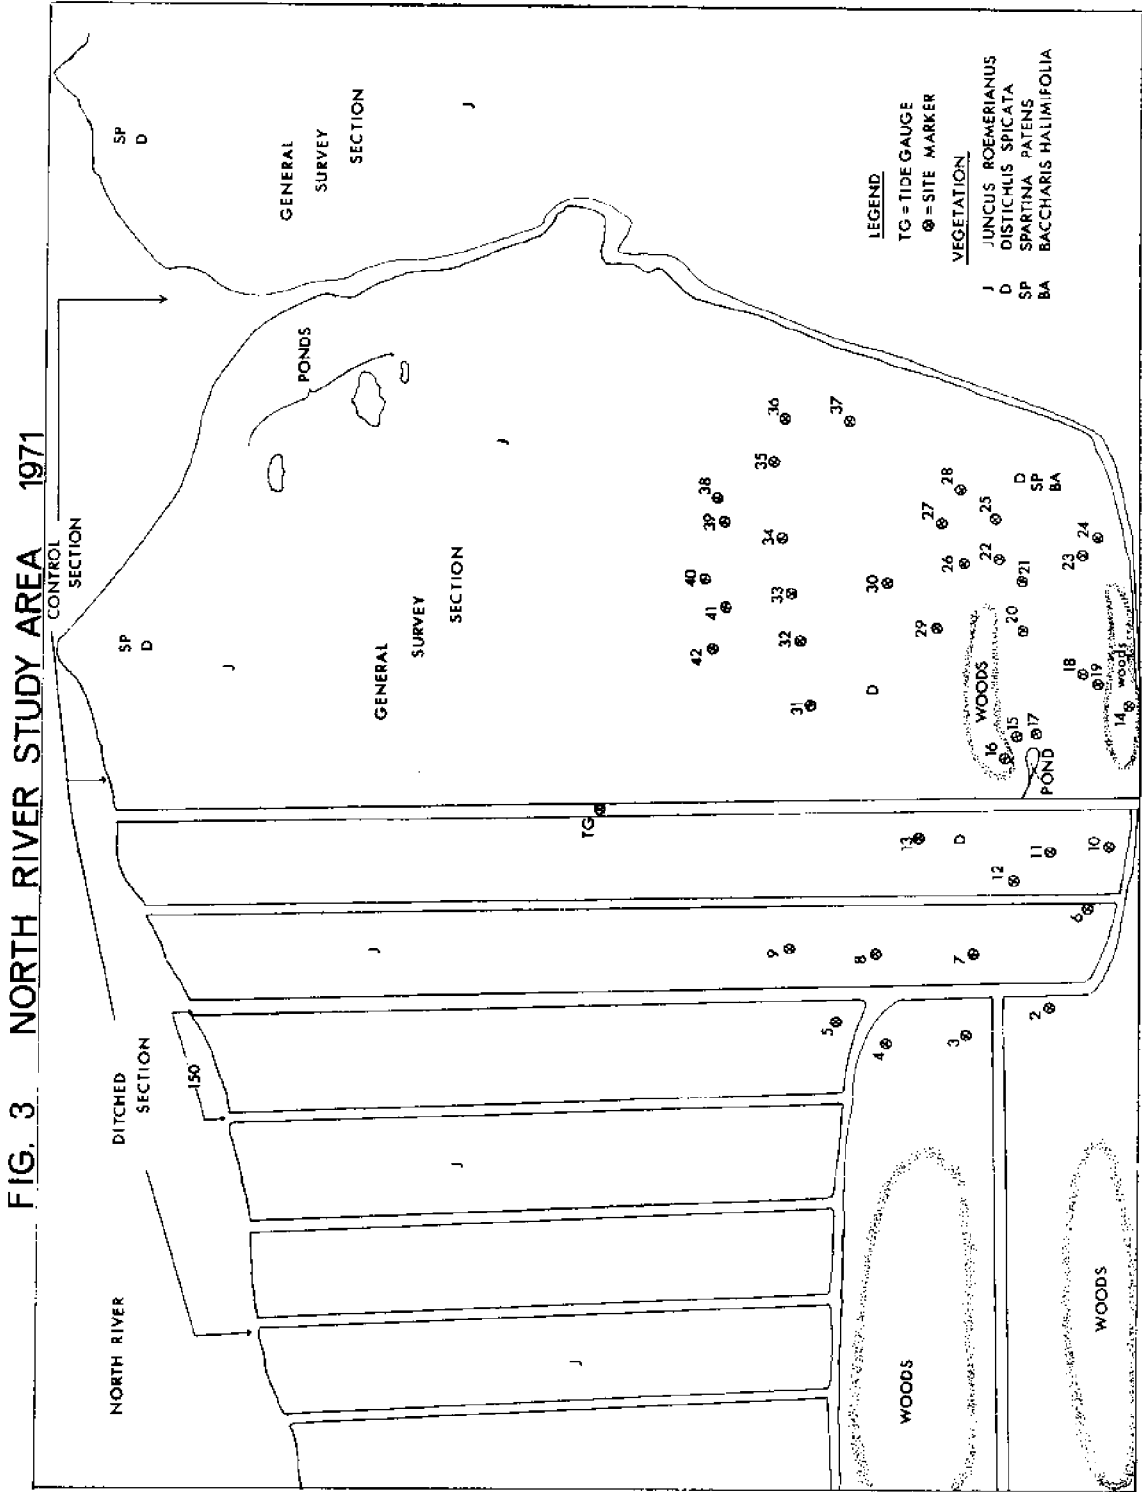 FIG. 3 NORTH RIVER STUDY AREA 1971
NORTH RIVER
DITCHED
SECTION
150
CONTROL
SECTION
SP
D
SP
D
J
J
J
J
J
J
PONDS
GENERAL
SURVEY
SECTION
GENERAL
SURVEY
SECTION
J
TG
42
41
40
39
38
31
32
33
34
35
36
37
9
8
7
6
5
4
3
2
13
D
12
11
10
D
29
30
26
27
28
WOODS
16
15
17
POND
20
21
22
25
D
SP
BA
18
19
23
24
14
woods
WOODS
WOODS
LEGEND
TG = TIDE GAUGE
⊗ = SITE MARKER
VEGETATION
J JUNCUS ROEMERIANUS
D DISTICHLIS SPICATA
SP SPARTINA PATENS
BA BACCHARIS HALIMIFOLIA